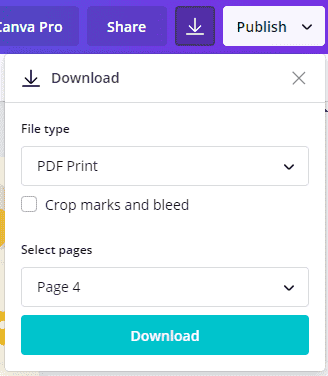 Canva Pro Share Publish
Download
File type
PDF Print
Crop marks and bleed
Select pages
Page 4
Download